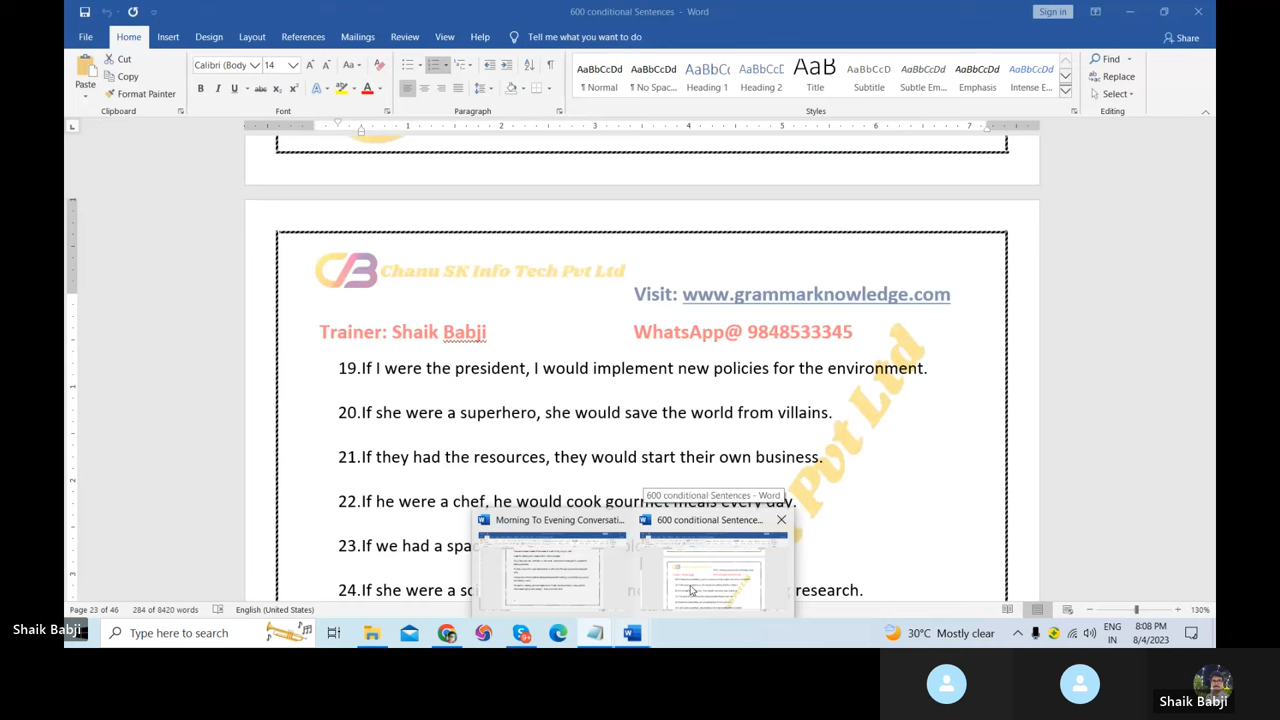 600 conditional Sentences - Word
Sign in
File Home Insert Design Layout References Mailings Review View Help Tell me what you want to do
Share
Paste
Cut
Copy
Format Painter
Clipboard
Calibri (Body 14
Font
Paragraph
AaBbCcDd AaBbCcDd AaBbCc AaBbCcD AaB AaBbCcD AaBbCcDd AaBbCcDd AaBbCcDd
¶ Normal ¶ No Spac... Heading 1 Heading 2 Title Subtitle Subtle Em... Emphasis Intense E...
Styles
Find
Replace
Select
Editing
Chanu SK Info Tech Pvt Ltd
Visit: www.grammarknowledge.com
Trainer: Shaik Babji
WhatsApp@ 9848533345
Pvt Ltd
19.If I were the president, I would implement new policies for the environment.
20.If she were a superhero, she would save the world from villains.
21.If they had the resources, they would start their own business.
22.If he were a chef, he would cook gourmet meals every day.
23.If we had a spa
24.If she were a sc
research.
600 conditional Sentences - Word
Morning To Evening Conversati...
600 conditional Sentence...
Page 23 of 46 284 of 8420 words English (United States)
130%
Type here to search
30°C Mostly clear
ENG
IN
8:08 PM
8/4/2023
Shaik Babji
Shaik Babji